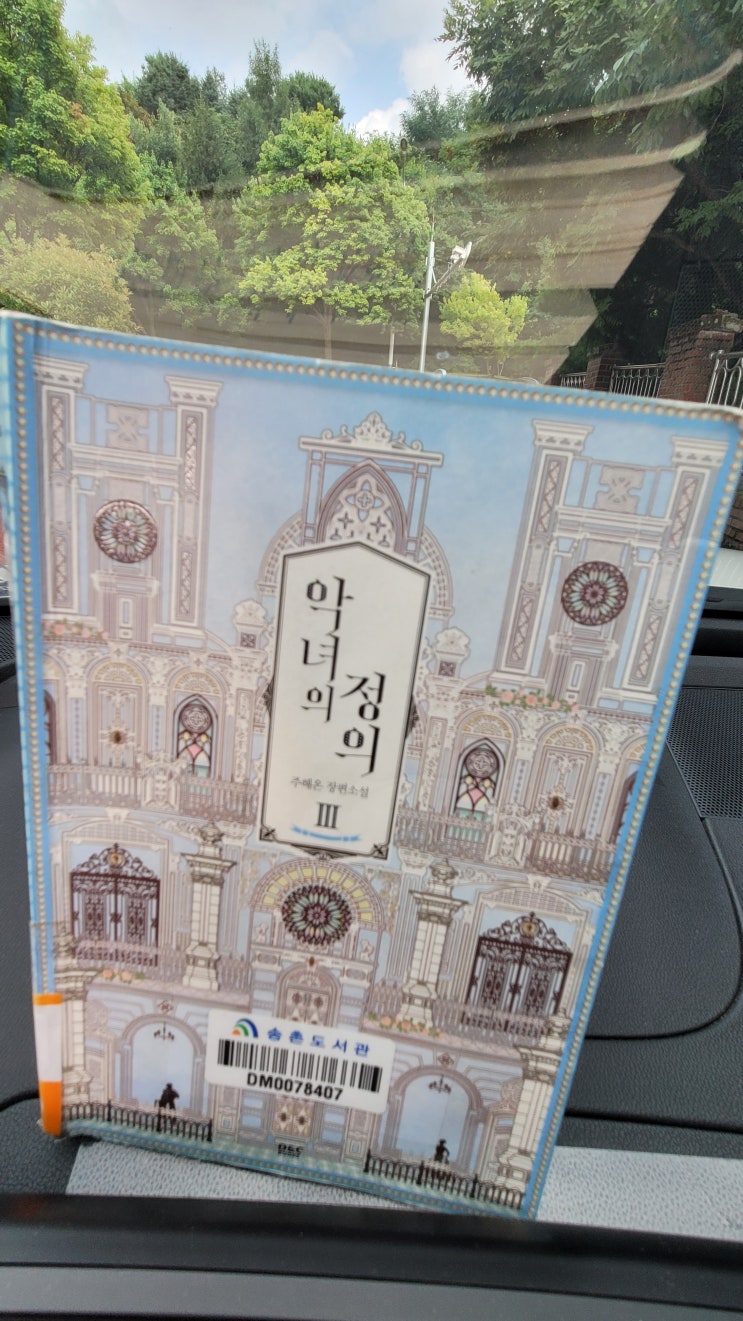 악녀의
정의
주해온 장편소설
III
송촌도서관
DM0078407